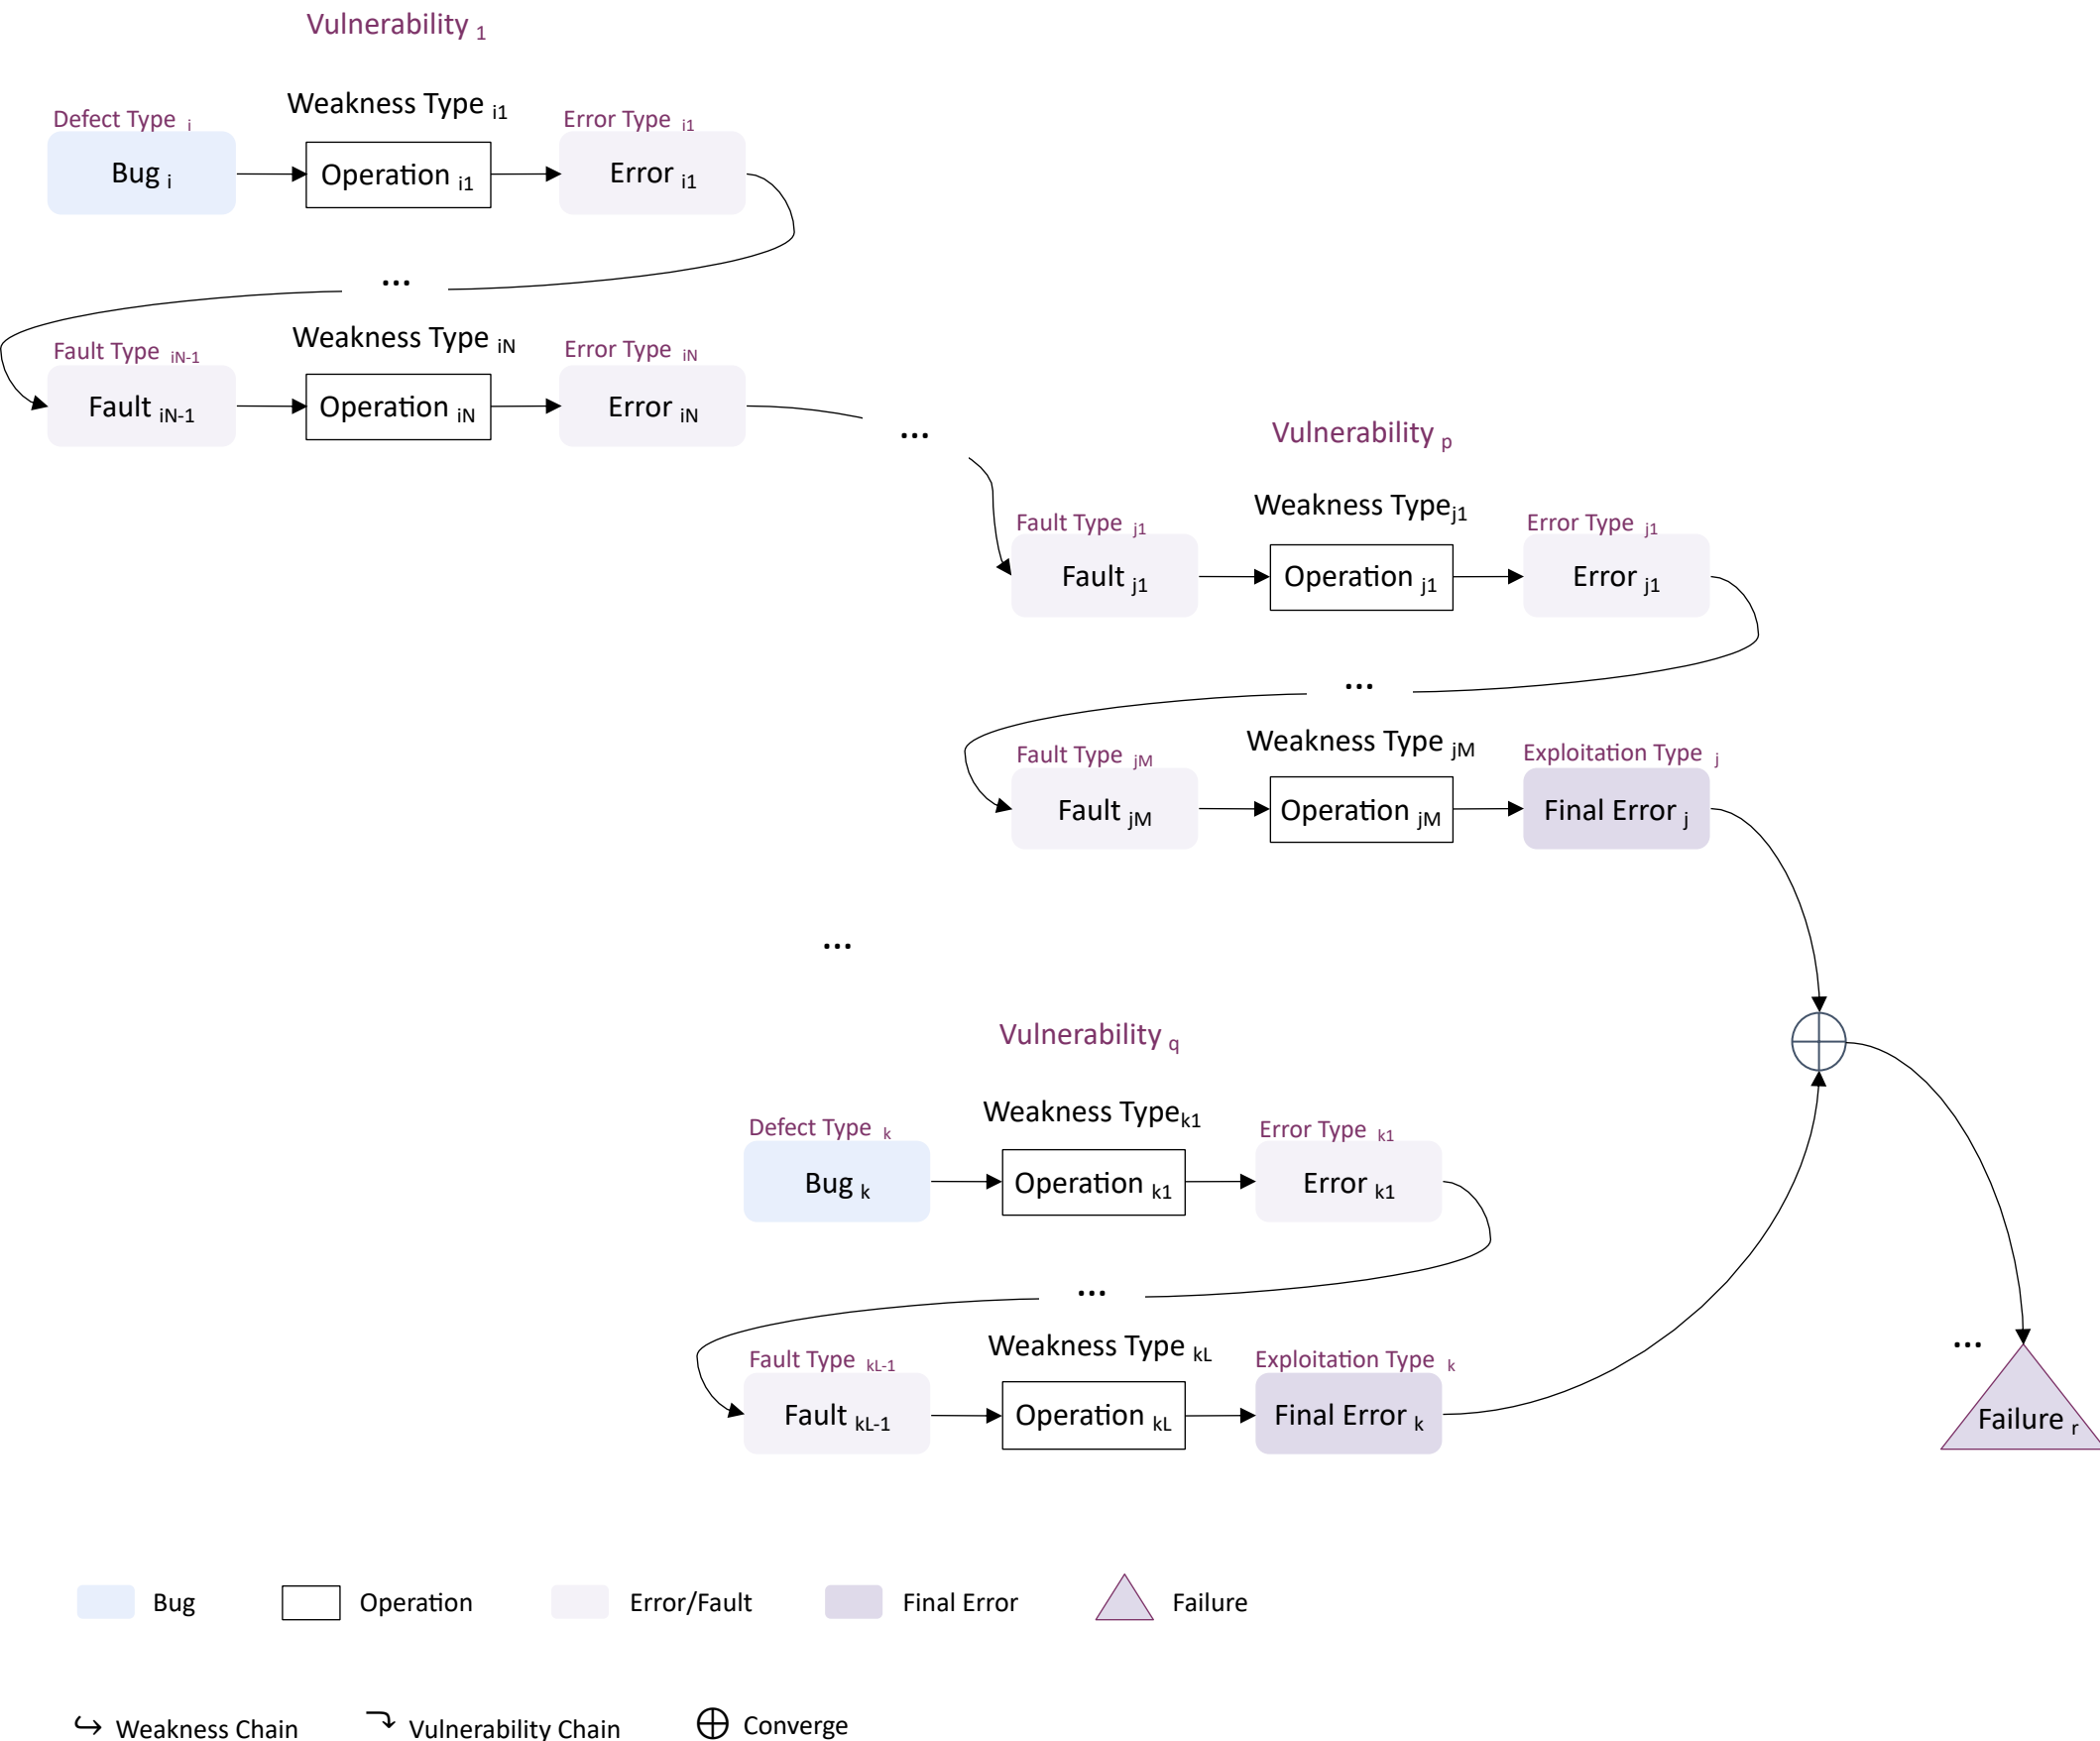 Vulnerability 1
Weakness Type i1
Defect Type i
Error Type i1
Bug i
Operation i1
Error i1
...
Weakness Type iN
Fault Type iN-1
Error Type iN
Fault iN-1
Operation iN
Error iN
...
Vulnerability p
Weakness Typej1
Fault Type j1
Error Type j1
Fault j1
Operation j1
Error j1
...
Weakness Type jM
Fault Type jM
Exploitation Type j
Fault jM
Operation jM
Final Error j
...
Vulnerability q
Weakness Typek1
Defect Type k
Error Type k1
Bug k
Operation k1
Error k1
...
Weakness Type kL
Fault Type kL-1
Exploitation Type k
Fault kL-1
Operation kL
Final Error k
...
Failure r
Bug
Operation
Error/Fault
Final Error
Failure
Weakness Chain
Vulnerability Chain
Converge